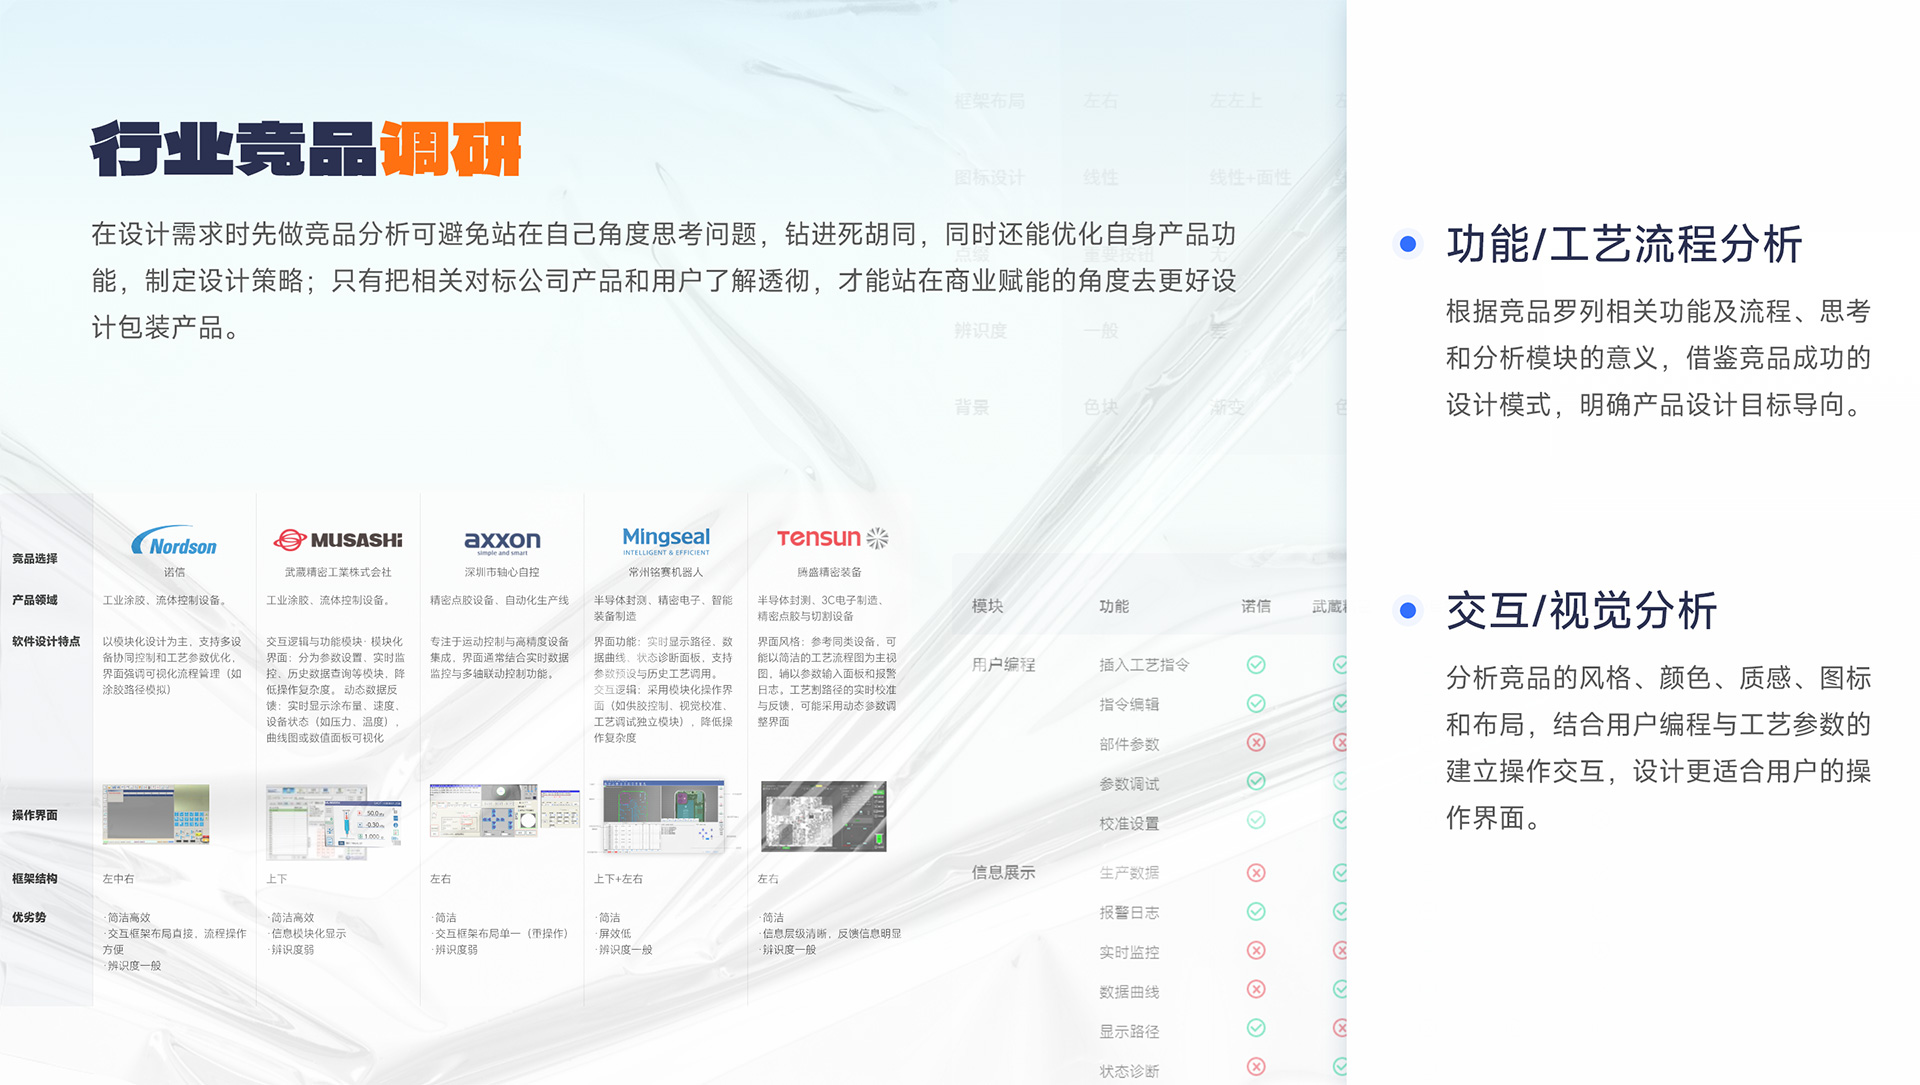 行业竞品调研
在设计需求时先做竞品分析可避免站在自己角度思考问题，钻进死胡同，同时还能优化自身产品功
能，制定设计策略；只有把相关对标公司产品和用户了解透彻，才能站在商业赋能的角度去更好设
计包装产品。
框架布局 左右 左左上 左
图标设计 线性 线性+面性
点缀 重要按钮 无
辨识度 一般 差
背景 色块 渐变 色
功能/工艺流程分析
根据竞品罗列相关功能及流程、思考
和分析模块的意义，借鉴竞品成功的
设计模式，明确产品设计目标导向。
交互/视觉分析
分析竞品的风格、颜色、质感、图标
和布局，结合用户编程与工艺参数的
建立操作交互，设计更适合用户的操
作界面。
竞品选择
Nordson
诺信
MUSASHi
武蔵精密工業株式会社
axxon
simple and smart
深圳市轴心自控
Mingseal
INTELLIGENT & EFFICIENT
常州铭赛机器人
Tensun
腾盛精密装备
产品领域
工业涂胶、流体控制设备。
工业涂胶、流体控制设备。
精密点胶设备、自动化生产线
半导体封测、精密电子、智能
装备制造
半导体封测、3C电子制造、
精密点胶与切割设备
软件设计特点
以模块化设计为主，支持多设
备协同控制和工艺参数优化，
界面强调可视化流程管理（如
涂胶路径模拟）
交互逻辑与功能模块· 模块化
界面：分为参数设置、实时监
控、历史数据查询等模块，降
低操作复杂度。 动态数据反
馈：实时显示涂布量、速度、
设备状态（如压力、温度），
曲线图或数值面板可视化
专注于运动控制与高精度设备
集成，界面通常结合实时数据
监控与多轴联动控制功能。
界面功能：实时显示路径、数
据曲线、状态诊断面板，支持
参数预设与历史工艺调用。
交互逻辑：采用模块化操作界
面（如供胶控制、视觉校准、
工艺调试独立模块），降低操
作复杂度
界面风格：参考同类设备，可
能以简洁的工艺流程图为主视
图，辅以参数输入面板和报警
日志。工艺割路径的实时校准
与反馈，可能采用动态参数调
整界面
操作界面
50.0
-0.30
1.000
框架结构
左中右
上下
左右
上下+左右
左右
优劣势
·简洁高效
·交互框架布局直接，流程操作
方便
·辨识度一般
·简洁高效
·信息模块化显示
·辨识度弱
·简洁
·交互框架布局单一（重操作）
·辨识度弱
·简洁
·屏效低
·辨识度一般
·简洁
·信息层级清晰，反馈信息明显
·辨识度一般
模块 功能 诺信 武蔵
用户编程 插入工艺指令
指令编辑
部件参数
参数调试
校准设置
信息展示 生产数据
报警日志
实时监控
数据曲线
显示路径
状态诊断